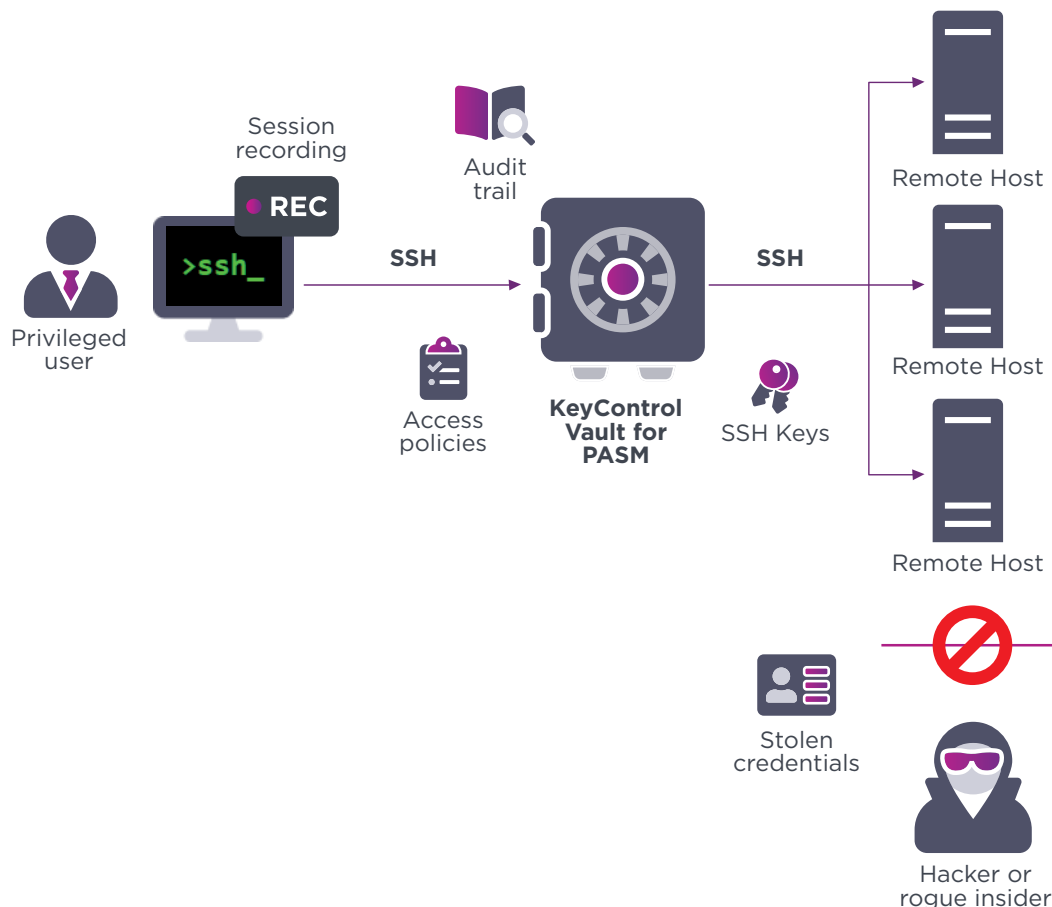 Session
recording
REC
>ssh_
Privileged
user
Audit
trail
SSH
Access
policies
KeyControl
Vault for
PASM
SSH
SSH Keys
Remote Host
Remote Host
Remote Host
Stolen
credentials
Hacker or
rogue insider